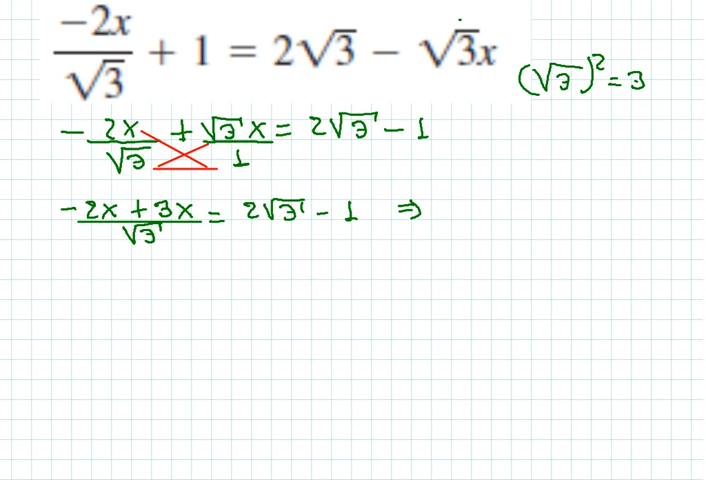 -2x/√3 + 1 = 2√3 - √3x
(√3)² = 3
- 2x/√3 + √3 x/1 = 2√3 - 1
(-2x + 3x)/√3 = 2√3 - 1 ⇒